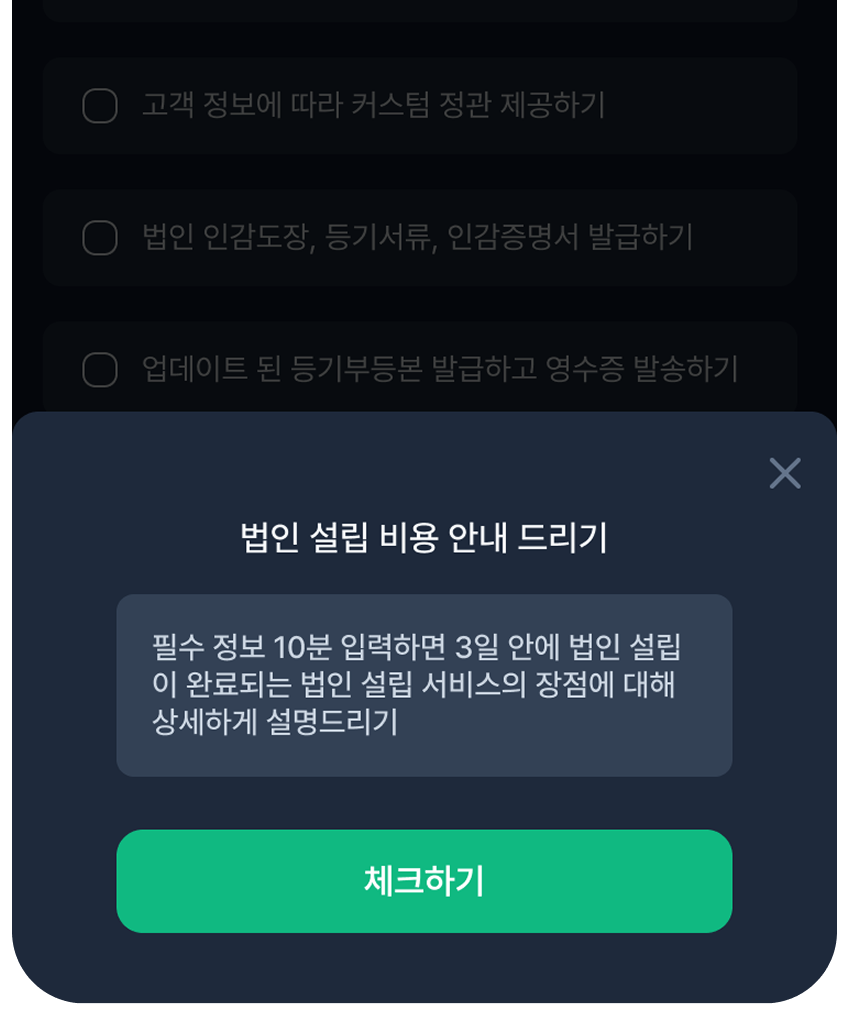 고객 정보에 따라 커스텀 정관 제공하기
법인 인감도장, 등기서류, 인감증명서 발급하기
업데이트 된 등기부등본 발급하고 영수증 발송하기
법인 설립 비용 안내 드리기
필수 정보 10분 입력하면 3일 안에 법인 설립
이 완료되는 법인 설립 서비스의 장점에 대해
상세하게 설명드리기
체크하기